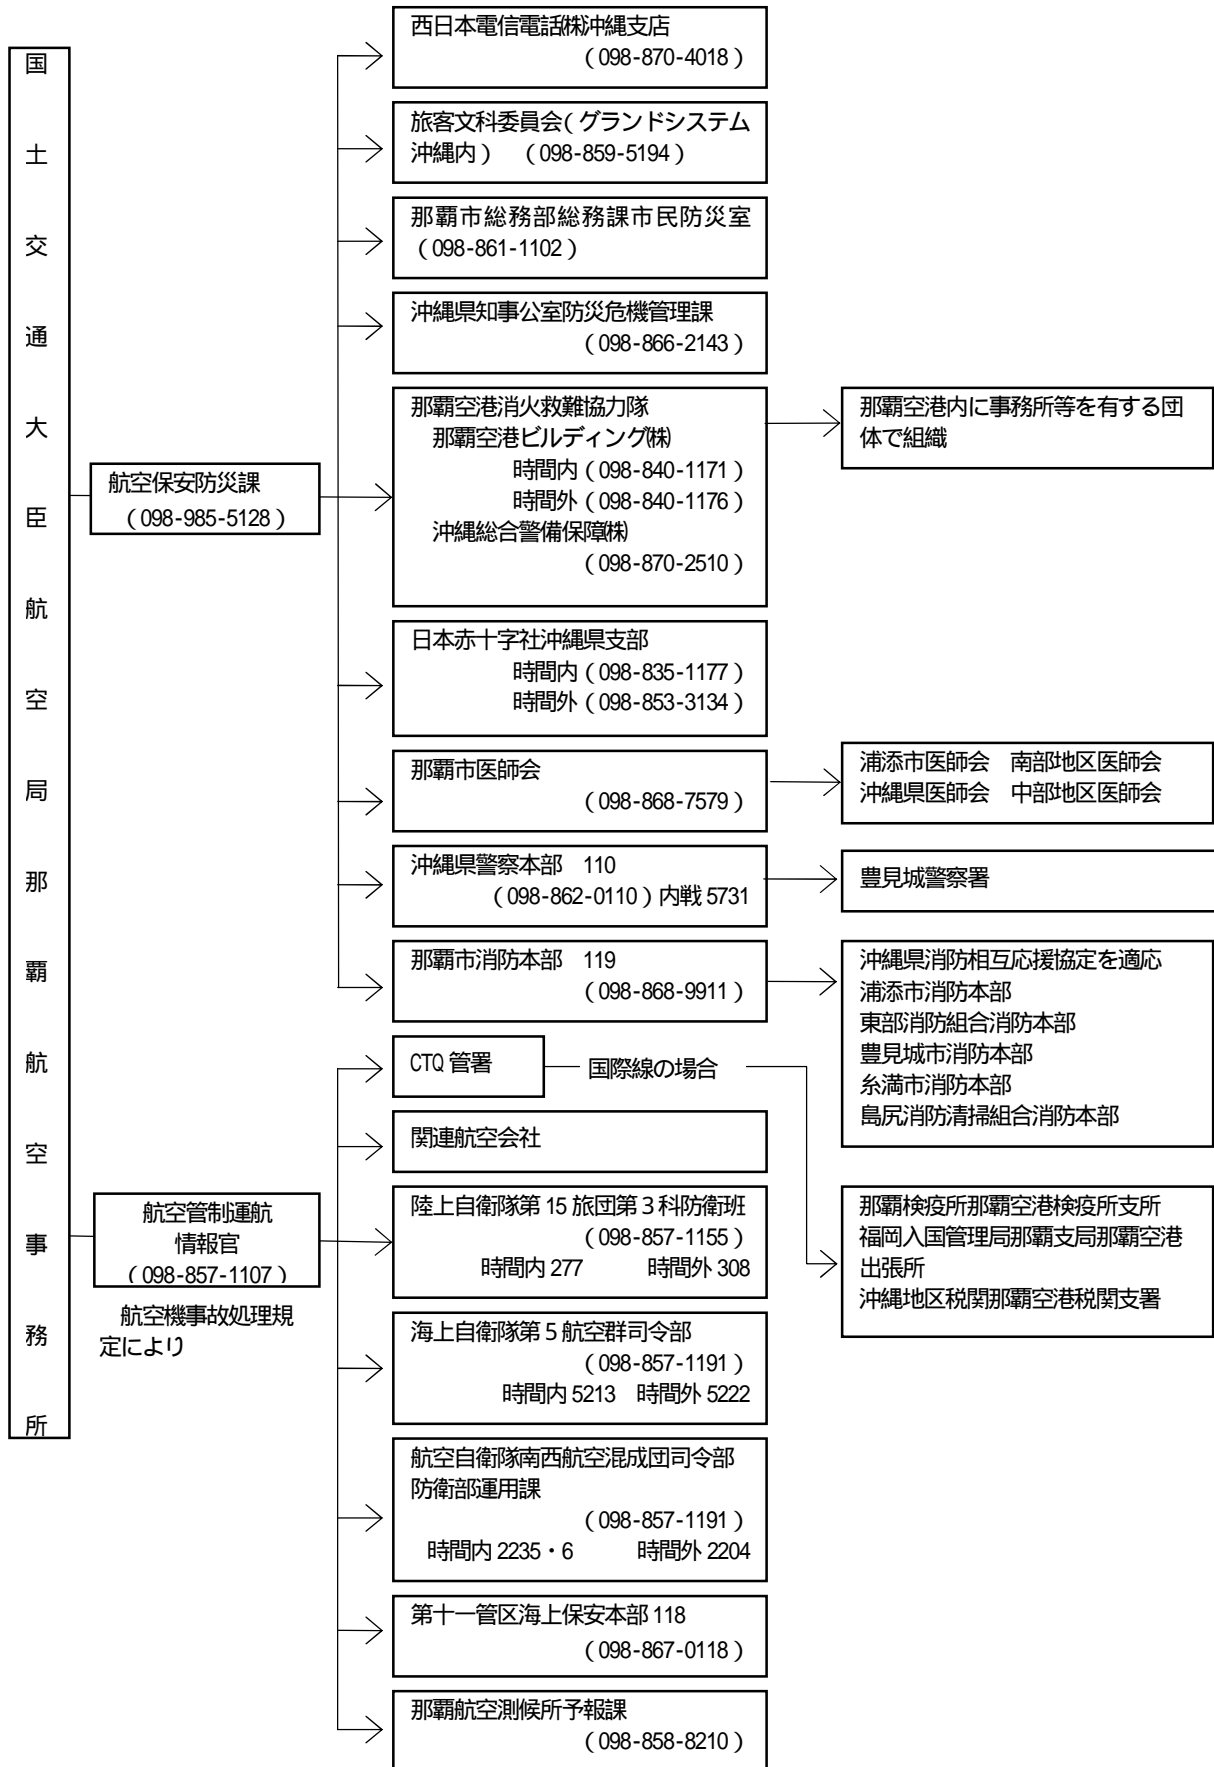 国土交通大臣航空局那覇航空事務所
航空保安防災課
（098-985-5128）
西日本電信電話㈱沖縄支店
（098-870-4018）
旅客文科委員会（グランドシステム
沖縄内）　（098-859-5194）
那覇市総務部総務課市民防災室
（098-861-1102）
沖縄県知事公室防災危機管理課
（098-866-2143）
那覇空港消火救難協力隊
那覇空港ビルディング㈱
時間内（098-840-1171）
時間外（098-840-1176）
沖縄総合警備保障㈱
（098-870-2510）
那覇空港内に事務所等を有する団
体で組織
日本赤十字社沖縄県支部
時間内（098-835-1177）
時間外（098-853-3134）
那覇市医師会
（098-868-7579）
浦添市医師会　南部地区医師会
沖縄県医師会　中部地区医師会
沖縄県警察本部　110
（098-862-0110）内戦 5731
豊見城警察署
那覇市消防本部　119
（098-868-9911）
沖縄県消防相互応援協定を適応
浦添市消防本部
東部消防組合消防本部
豊見城市消防本部
糸満市消防本部
島尻消防清掃組合消防本部
航空管制運航
情報官
（098-857-1107）
航空機事故処理規
定により
CTQ 管署
国際線の場合
那覇検疫所那覇空港検疫所支所
福岡入国管理局那覇支局那覇空港
出張所
沖縄地区税関那覇空港税関支署
関連航空会社
陸上自衛隊第 15 旅団第３科防衛班
（098-857-1155）
時間内 277　　時間外 308
海上自衛隊第５航空群司令部
（098-857-1191）
時間内 5213　時間外 5222
航空自衛隊南西航空混成団司令部
防衛部運用課
（098-857-1191）
時間内 2235・6　　時間外 2204
第十一管区海上保安本部 118
（098-867-0118）
那覇航空測候所予報課
（098-858-8210）